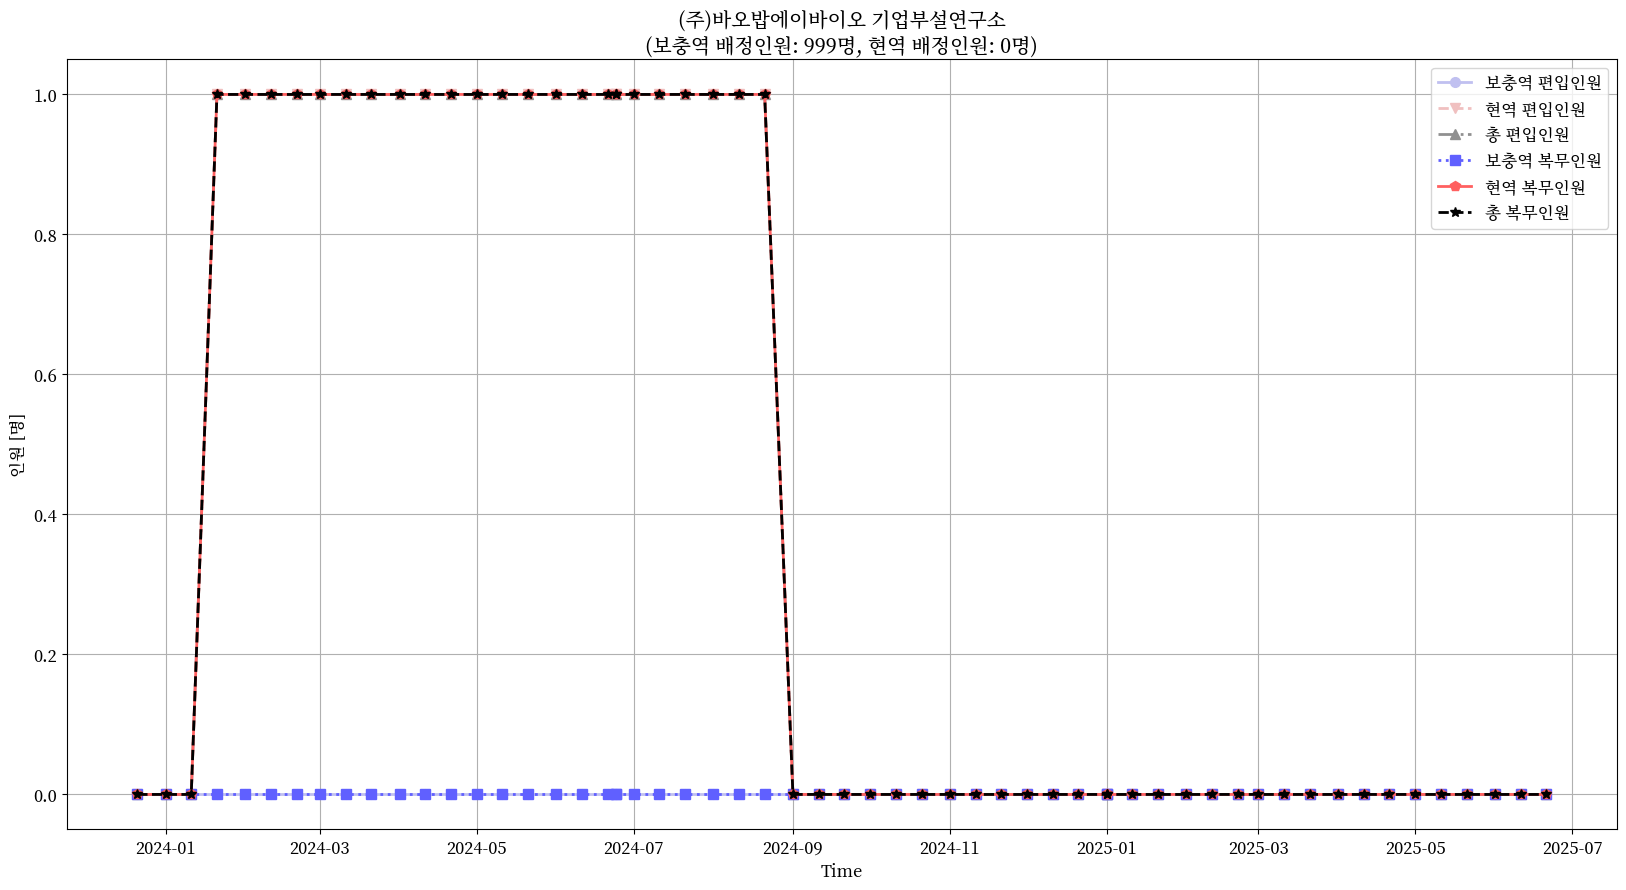 (주)바오밥에이바이오 기업부설연구소
(보충역 배정인원: 999명, 현역 배정인원: 0명)
보충역 편입인원
현역 편입인원
총 편입인원
보충역 복무인원
현역 복무인원
총 복무인원
인원 [명]
1.0
0.8
0.6
0.4
0.2
0.0
2024-01
2024-03
2024-05
2024-07
2024-09
2024-11
2025-01
2025-03
2025-05
2025-07
Time